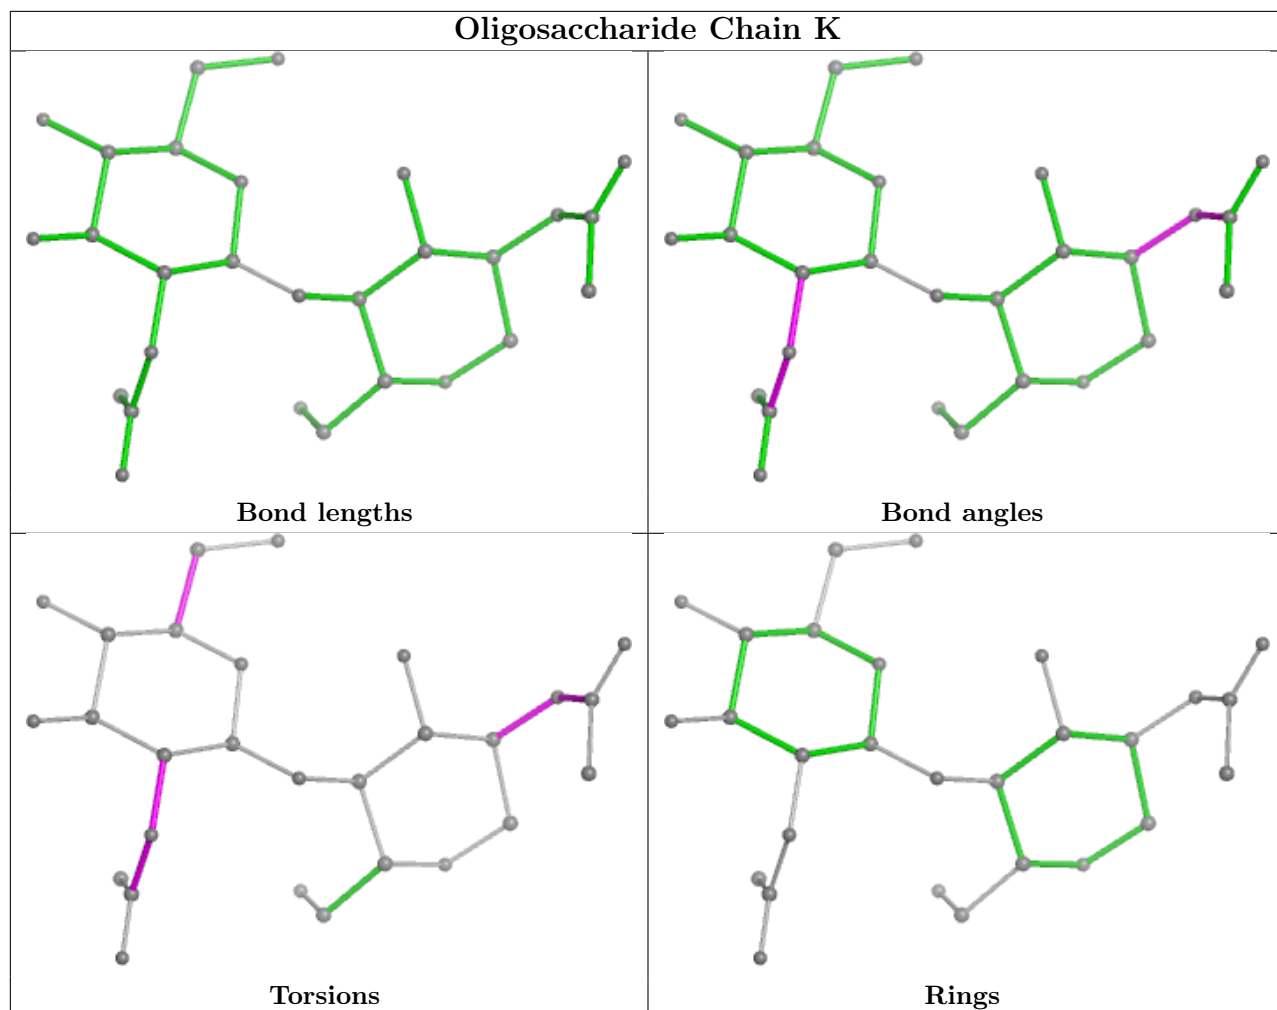 Oligosaccharide Chain K
Bond lengths
Bond angles
Torsions
Rings